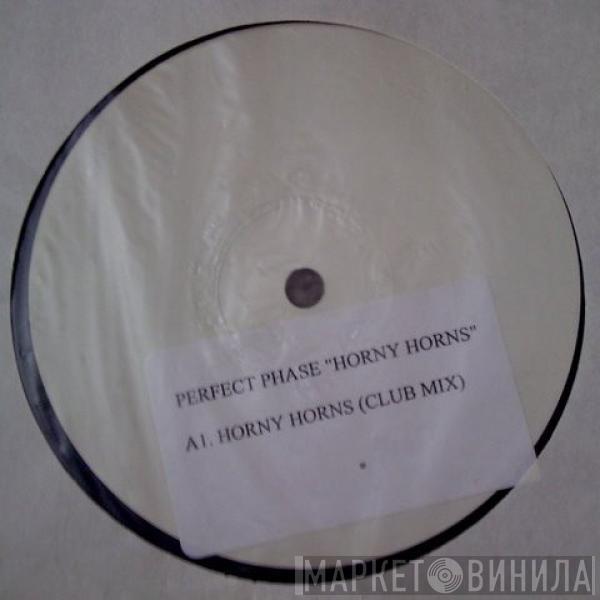 PERFECT PHASE "HORNY HORNS"
A1. HORNY HORNS (CLUB MIX)
МАРКЕТ ВИНИЛА